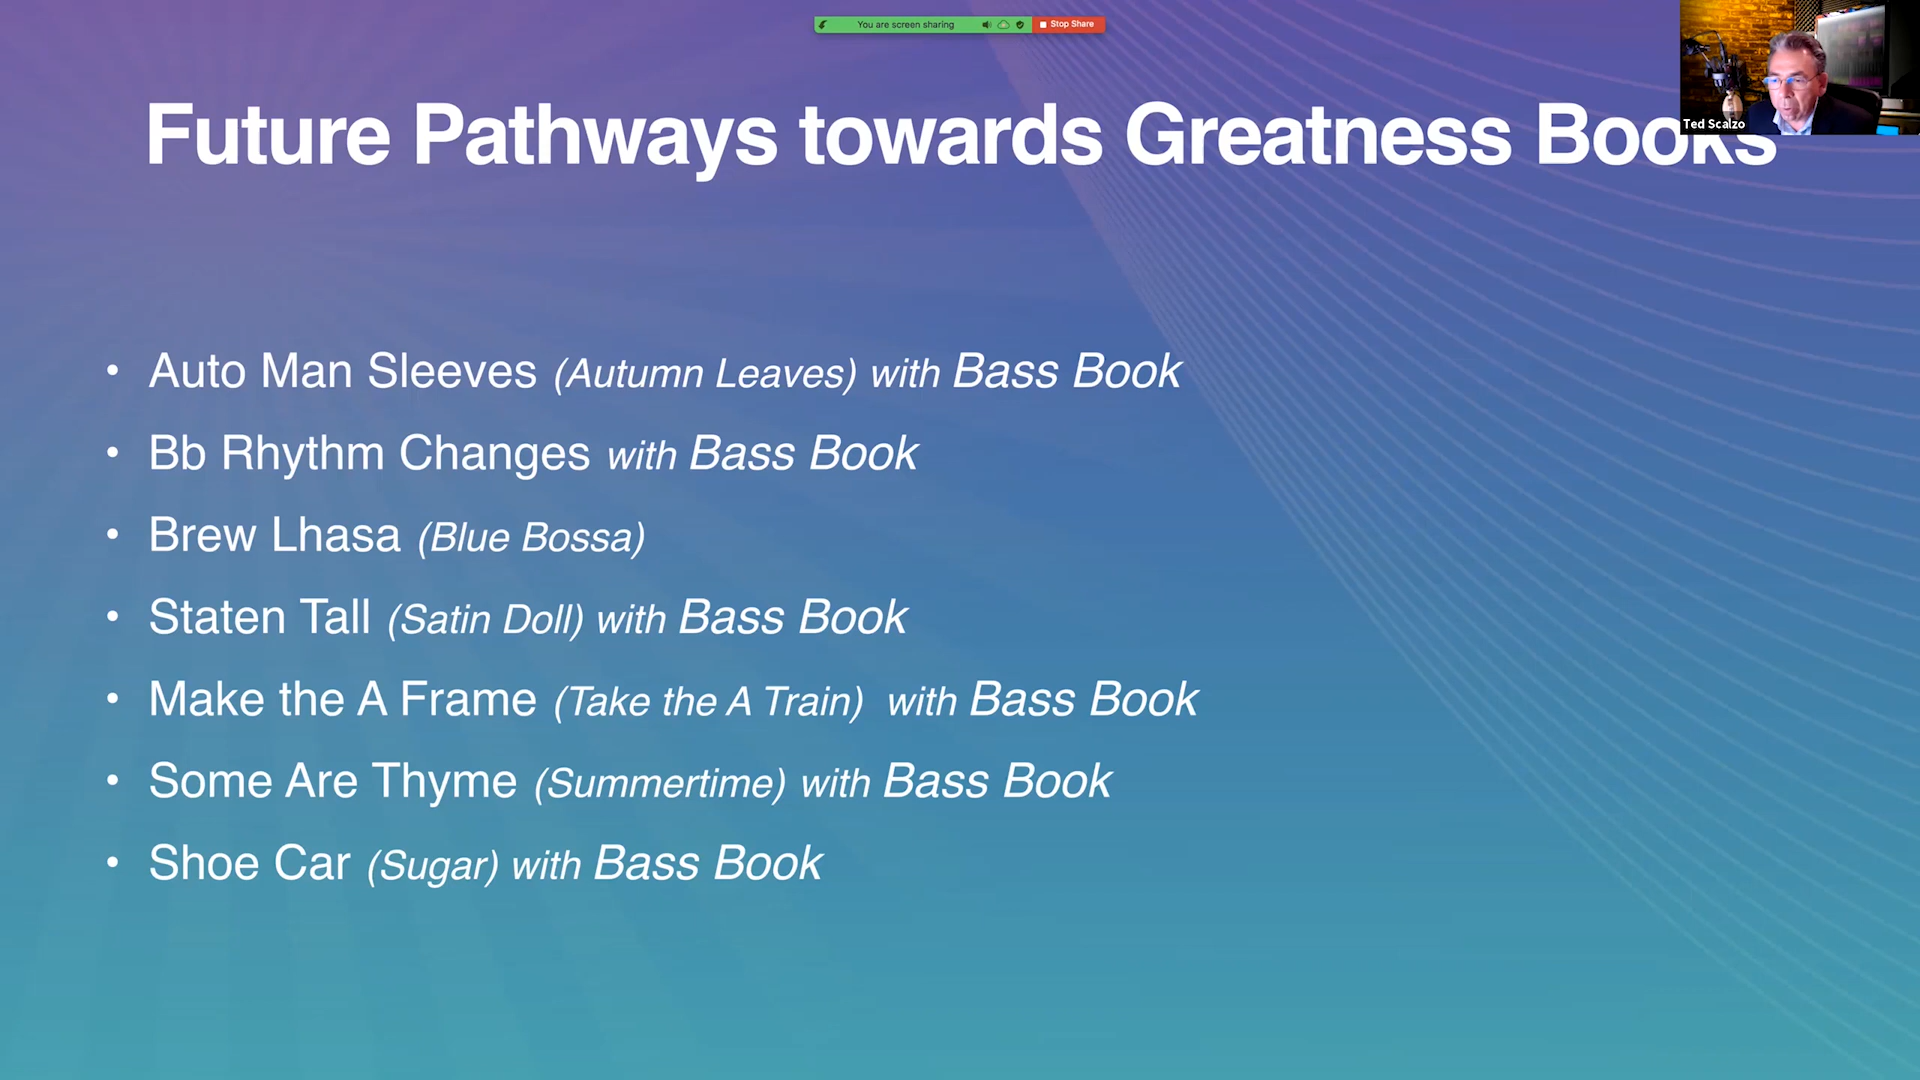 You are screen sharing Stop Share
Ted Scalzo
Future Pathways towards Greatness Books
• Auto Man Sleeves (Autumn Leaves) with Bass Book
• Bb Rhythm Changes with Bass Book
• Brew Lhasa (Blue Bossa)
• Staten Tall (Satin Doll) with Bass Book
• Make the A Frame (Take the A Train) with Bass Book
• Some Are Thyme (Summertime) with Bass Book
• Shoe Car (Sugar) with Bass Book